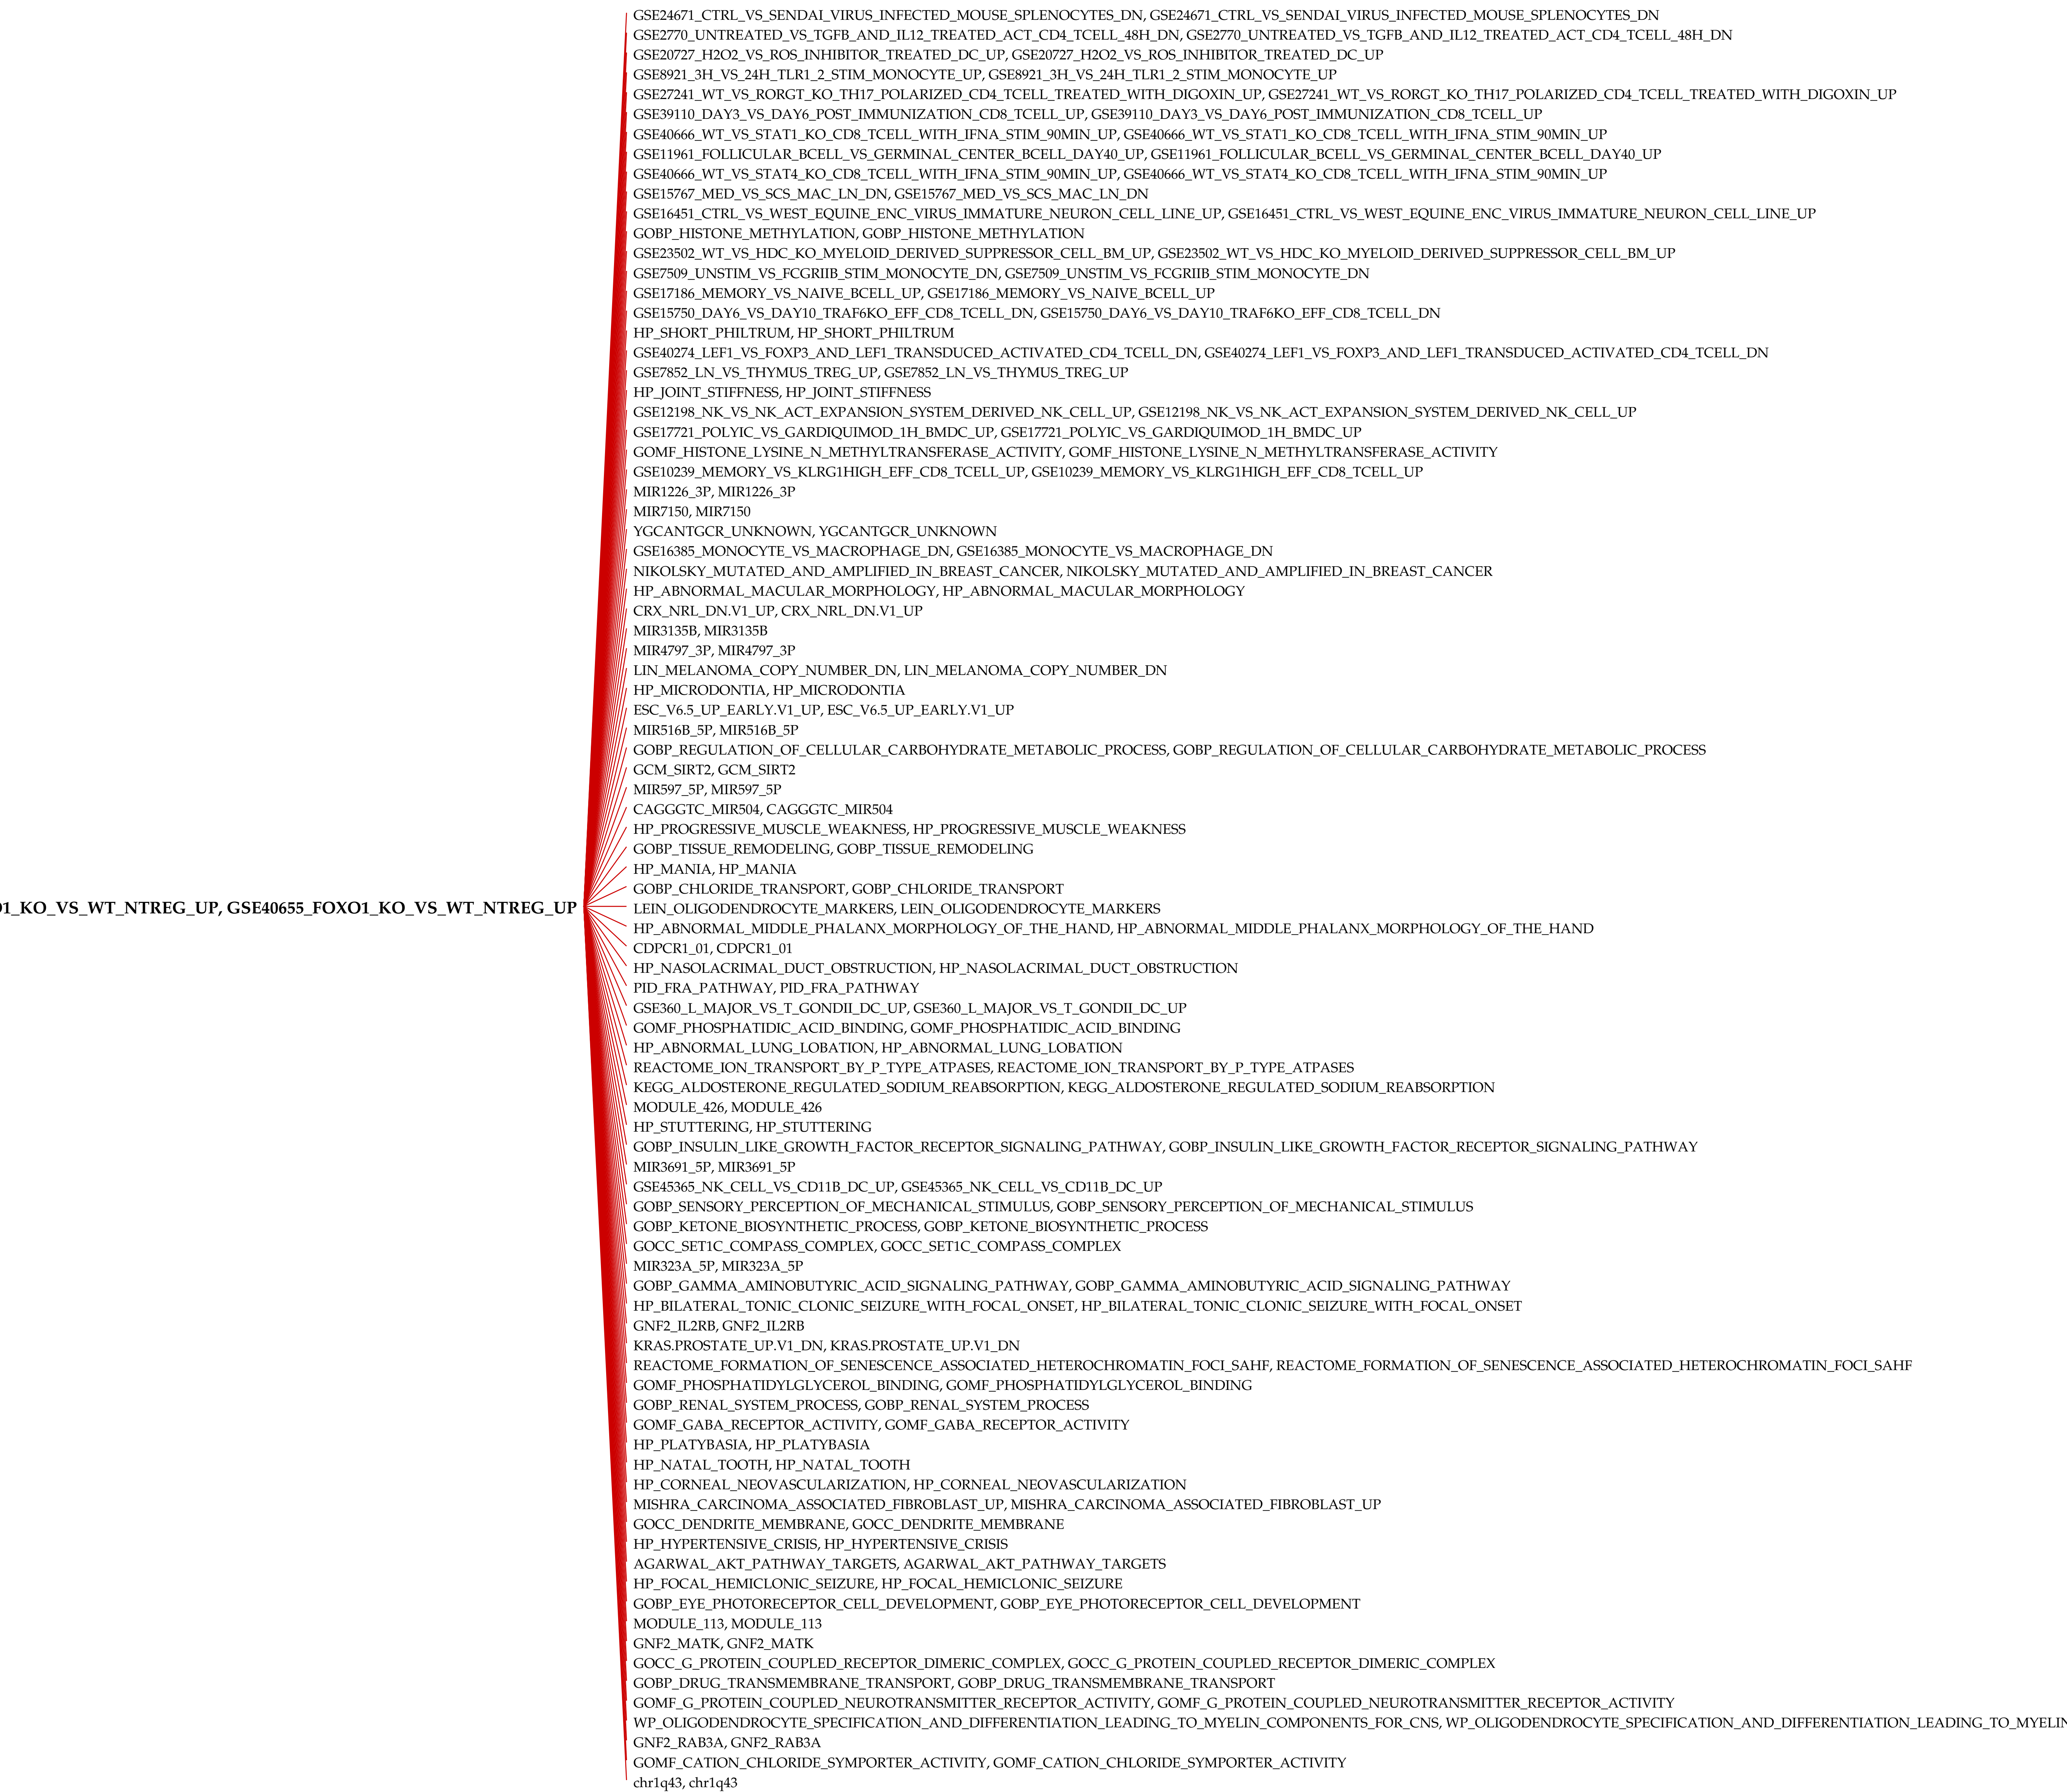 GSE24671_CTRL_VS_SENDAI_VIRUS_INFECTED_MOUSE_SPLENOCYTES_DN, GSE24671_CTRL_VS_SENDAI_VIRUS_INFECTED_MOUSE_SPLENOCYTES_DN
GSE2770_UNTREATED_VS_TGFB_AND_IL12_TREATED_ACT_CD4_TCELL_48H_DN, GSE2770_UNTREATED_VS_TGFB_AND_IL12_TREATED_ACT_CD4_TCELL_48H_DN
GSE20727_H2O2_VS_ROS_INHIBITOR_TREATED_DC_UP, GSE20727_H2O2_VS_ROS_INHIBITOR_TREATED_DC_UP
GSE8921_3H_VS_24H_TLR1_2_STIM_MONOCYTE_UP, GSE8921_3H_VS_24H_TLR1_2_STIM_MONOCYTE_UP
GSE27241_WT_VS_RORGT_KO_TH17_POLARIZED_CD4_TCELL_TREATED_WITH_DIGOXIN_UP, GSE27241_WT_VS_RORGT_KO_TH17_POLARIZED_CD4_TCELL_TREATED_WITH_DIGOXIN_UP
GSE39110_DAY3_VS_DAY6_POST_IMMUNIZATION_CD8_TCELL_UP, GSE39110_DAY3_VS_DAY6_POST_IMMUNIZATION_CD8_TCELL_UP
GSE40666_WT_VS_STAT1_KO_CD8_TCELL_WITH_IFNA_STIM_90MIN_UP, GSE40666_WT_VS_STAT1_KO_CD8_TCELL_WITH_IFNA_STIM_90MIN_UP
GSE11961_FOLLICULAR_BCELL_VS_GERMINAL_CENTER_BCELL_DAY40_UP, GSE11961_FOLLICULAR_BCELL_VS_GERMINAL_CENTER_BCELL_DAY40_UP
GSE40666_WT_VS_STAT4_KO_CD8_TCELL_WITH_IFNA_STIM_90MIN_UP, GSE40666_WT_VS_STAT4_KO_CD8_TCELL_WITH_IFNA_STIM_90MIN_UP
GSE15767_MED_VS_SCS_MAC_LN_DN, GSE15767_MED_VS_SCS_MAC_LN_DN
GSE16451_CTRL_VS_WEST_EQUINE_ENC_VIRUS_IMMATURE_NEURON_CELL_LINE_UP, GSE16451_CTRL_VS_WEST_EQUINE_ENC_VIRUS_IMMATURE_NEURON_CELL_LINE_UP
GOBP_HISTONE_METHYLATION, GOBP_HISTONE_METHYLATION
GSE23502_WT_VS_HDC_KO_MYELOID_DERIVED_SUPPRESSOR_CELL_BM_UP, GSE23502_WT_VS_HDC_KO_MYELOID_DERIVED_SUPPRESSOR_CELL_BM_UP
GSE7509_UNSTIM_VS_FCGRIIB_STIM_MONOCYTE_DN, GSE7509_UNSTIM_VS_FCGRIIB_STIM_MONOCYTE_DN
GSE17186_MEMORY_VS_NAIVE_BCELL_UP, GSE17186_MEMORY_VS_NAIVE_BCELL_UP
GSE15750_DAY6_VS_DAY10_TRAF6KO_EFF_CD8_TCELL_DN, GSE15750_DAY6_VS_DAY10_TRAF6KO_EFF_CD8_TCELL_DN
HP_SHORT_PHILTRUM, HP_SHORT_PHILTRUM
GSE40274_LEF1_VS_FOXP3_AND_LEF1_TRANSDUCED_ACTIVATED_CD4_TCELL_DN, GSE40274_LEF1_VS_FOXP3_AND_LEF1_TRANSDUCED_ACTIVATED_CD4_TCELL_DN
GSE7852_LN_VS_THYMUS_TREG_UP, GSE7852_LN_VS_THYMUS_TREG_UP
HP_JOINT_STIFFNESS, HP_JOINT_STIFFNESS
GSE12198_NK_VS_NK_ACT_EXPANSION_SYSTEM_DERIVED_NK_CELL_UP, GSE12198_NK_VS_NK_ACT_EXPANSION_SYSTEM_DERIVED_NK_CELL_UP
GSE17721_POLYIC_VS_GARDIQUIMOD_1H_BMDC_UP, GSE17721_POLYIC_VS_GARDIQUIMOD_1H_BMDC_UP
GOMF_HISTONE_LYSINE_N_METHYLTRANSFERASE_ACTIVITY, GOMF_HISTONE_LYSINE_N_METHYLTRANSFERASE_ACTIVITY
GSE10239_MEMORY_VS_KLRG1HIGH_EFF_CD8_TCELL_UP, GSE10239_MEMORY_VS_KLRG1HIGH_EFF_CD8_TCELL_UP
MIR1226_3P, MIR1226_3P
MIR7150, MIR7150
YGCANTGCR_UNKNOWN, YGCANTGCR_UNKNOWN
GSE16385_MONOCYTE_VS_MACROPHAGE_DN, GSE16385_MONOCYTE_VS_MACROPHAGE_DN
NIKOLSKY_MUTATED_AND_AMPLIFIED_IN_BREAST_CANCER, NIKOLSKY_MUTATED_AND_AMPLIFIED_IN_BREAST_CANCER
HP_ABNORMAL_MACULAR_MORPHOLOGY, HP_ABNORMAL_MACULAR_MORPHOLOGY
CRX_NRL_DN.V1_UP, CRX_NRL_DN.V1_UP
MIR3135B, MIR3135B
MIR4797_3P, MIR4797_3P
LIN_MELANOMA_COPY_NUMBER_DN, LIN_MELANOMA_COPY_NUMBER_DN
HP_MICRODONTIA, HP_MICRODONTIA
ESC_V6.5_UP_EARLY.V1_UP, ESC_V6.5_UP_EARLY.V1_UP
MIR516B_5P, MIR516B_5P
GOBP_REGULATION_OF_CELLULAR_CARBOHYDRATE_METABOLIC_PROCESS, GOBP_REGULATION_OF_CELLULAR_CARBOHYDRATE_METABOLIC_PROCESS
GCM_SIRT2, GCM_SIRT2
MIR597_5P, MIR597_5P
CAGGGTC_MIR504, CAGGGTC_MIR504
HP_PROGRESSIVE_MUSCLE_WEAKNESS, HP_PROGRESSIVE_MUSCLE_WEAKNESS
GOBP_TISSUE_REMODELING, GOBP_TISSUE_REMODELING
HP_MANIA, HP_MANIA
GOBP_CHLORIDE_TRANSPORT, GOBP_CHLORIDE_TRANSPORT
1_KO_VS_WT_NTREG_UP, GSE40655_FOXO1_KO_VS_WT_NTREG_UP
LEIN_OLIGODENDROCYTE_MARKERS, LEIN_OLIGODENDROCYTE_MARKERS
HP_ABNORMAL_MIDDLE_PHALANX_MORPHOLOGY_OF_THE_HAND, HP_ABNORMAL_MIDDLE_PHALANX_MORPHOLOGY_OF_THE_HAND
CDPCR1_01, CDPCR1_01
HP_NASOLACRIMAL_DUCT_OBSTRUCTION, HP_NASOLACRIMAL_DUCT_OBSTRUCTION
PID_FRA_PATHWAY, PID_FRA_PATHWAY
GSE360_L_MAJOR_VS_T_GONDII_DC_UP, GSE360_L_MAJOR_VS_T_GONDII_DC_UP
GOMF_PHOSPHATIDIC_ACID_BINDING, GOMF_PHOSPHATIDIC_ACID_BINDING
HP_ABNORMAL_LUNG_LOBATION, HP_ABNORMAL_LUNG_LOBATION
REACTOME_ION_TRANSPORT_BY_P_TYPE_ATPASES, REACTOME_ION_TRANSPORT_BY_P_TYPE_ATPASES
KEGG_ALDOSTERONE_REGULATED_SODIUM_REABSORPTION, KEGG_ALDOSTERONE_REGULATED_SODIUM_REABSORPTION
MODULE_426, MODULE_426
HP_STUTTERING, HP_STUTTERING
GOBP_INSULIN_LIKE_GROWTH_FACTOR_RECEPTOR_SIGNALING_PATHWAY, GOBP_INSULIN_LIKE_GROWTH_FACTOR_RECEPTOR_SIGNALING_PATHWAY
MIR3691_5P, MIR3691_5P
GSE45365_NK_CELL_VS_CD11B_DC_UP, GSE45365_NK_CELL_VS_CD11B_DC_UP
GOBP_SENSORY_PERCEPTION_OF_MECHANICAL_STIMULUS, GOBP_SENSORY_PERCEPTION_OF_MECHANICAL_STIMULUS
GOBP_KETONE_BIOSYNTHETIC_PROCESS, GOBP_KETONE_BIOSYNTHETIC_PROCESS
GOCC_SET1C_COMPASS_COMPLEX, GOCC_SET1C_COMPASS_COMPLEX
MIR323A_5P, MIR323A_5P
GOBP_GAMMA_AMINOBUTYRIC_ACID_SIGNALING_PATHWAY, GOBP_GAMMA_AMINOBUTYRIC_ACID_SIGNALING_PATHWAY
HP_BILATERAL_TONIC_CLONIC_SEIZURE_WITH_FOCAL_ONSET, HP_BILATERAL_TONIC_CLONIC_SEIZURE_WITH_FOCAL_ONSET
GNF2_IL2RB, GNF2_IL2RB
KRAS.PROSTATE_UP.V1_DN, KRAS.PROSTATE_UP.V1_DN
REACTOME_FORMATION_OF_SENESCENCE_ASSOCIATED_HETEROCHROMATIN_FOCI_SAHF, REACTOME_FORMATION_OF_SENESCENCE_ASSOCIATED_HETEROCHROMATIN_FOCI_SAHF
GOMF_PHOSPHATIDYLGLYCEROL_BINDING, GOMF_PHOSPHATIDYLGLYCEROL_BINDING
GOBP_RENAL_SYSTEM_PROCESS, GOBP_RENAL_SYSTEM_PROCESS
GOMF_GABA_RECEPTOR_ACTIVITY, GOMF_GABA_RECEPTOR_ACTIVITY
HP_PLATYBASIA, HP_PLATYBASIA
HP_NATAL_TOOTH, HP_NATAL_TOOTH
HP_CORNEAL_NEOVASCULARIZATION, HP_CORNEAL_NEOVASCULARIZATION
MISHRA_CARCINOMA_ASSOCIATED_FIBROBLAST_UP, MISHRA_CARCINOMA_ASSOCIATED_FIBROBLAST_UP
GOCC_DENDRITE_MEMBRANE, GOCC_DENDRITE_MEMBRANE
HP_HYPERTENSIVE_CRISIS, HP_HYPERTENSIVE_CRISIS
AGARWAL_AKT_PATHWAY_TARGETS, AGARWAL_AKT_PATHWAY_TARGETS
HP_FOCAL_HEMICLONIC_SEIZURE, HP_FOCAL_HEMICLONIC_SEIZURE
GOBP_EYE_PHOTORECEPTOR_CELL_DEVELOPMENT, GOBP_EYE_PHOTORECEPTOR_CELL_DEVELOPMENT
MODULE_113, MODULE_113
GNF2_MATK, GNF2_MATK
GOCC_G_PROTEIN_COUPLED_RECEPTOR_DIMERIC_COMPLEX, GOCC_G_PROTEIN_COUPLED_RECEPTOR_DIMERIC_COMPLEX
GOBP_DRUG_TRANSMEMBRANE_TRANSPORT, GOBP_DRUG_TRANSMEMBRANE_TRANSPORT
GOMF_G_PROTEIN_COUPLED_NEUROTRANSMITTER_RECEPTOR_ACTIVITY, GOMF_G_PROTEIN_COUPLED_NEUROTRANSMITTER_RECEPTOR_ACTIVITY
WP_OLIGODENDROCYTE_SPECIFICATION_AND_DIFFERENTIATION_LEADING_TO_MYELIN_COMPONENTS_FOR_CNS, WP_OLIGODENDROCYTE_SPECIFICATION_AND_DIFFERENTIATION_LEADING_TO_MYELIN
GNF2_RAB3A, GNF2_RAB3A
GOMF_CATION_CHLORIDE_SYMPORTER_ACTIVITY, GOMF_CATION_CHLORIDE_SYMPORTER_ACTIVITY
chr1q43, chr1q43